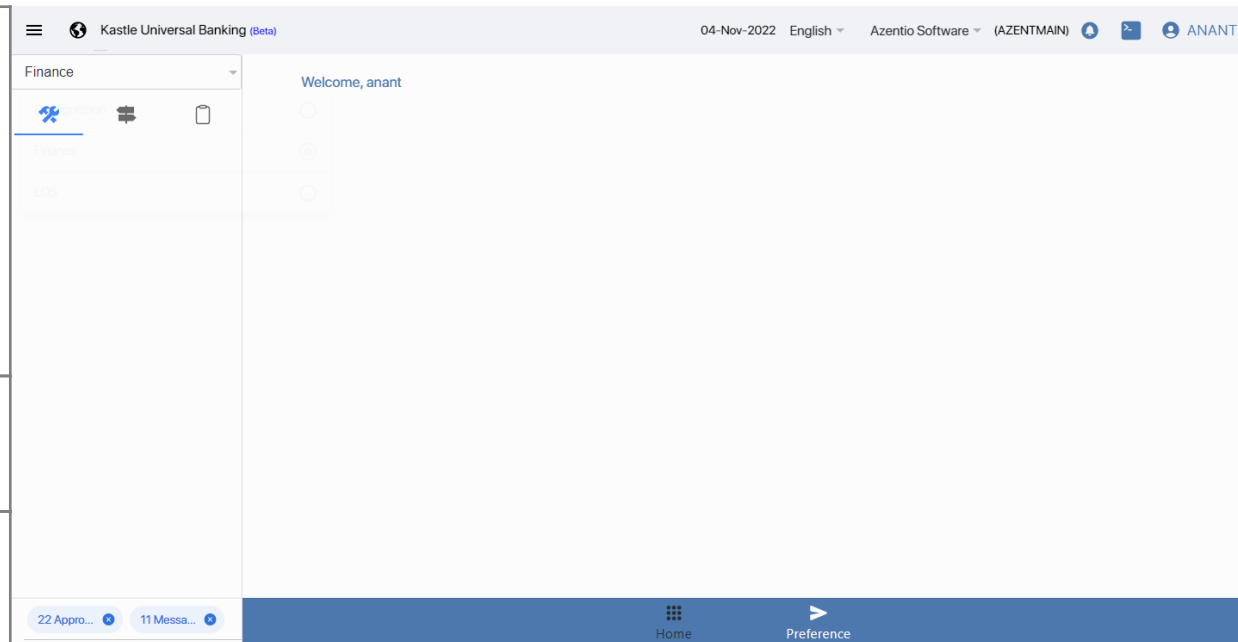 Kastle Universal Banking (Beta) 04-Nov-2022 English Azentio Software (AZENTMAIN) ANANT
Finance
Welcome, anant
Finance
LOS
22 Appro... 11 Messa...
Home Preference